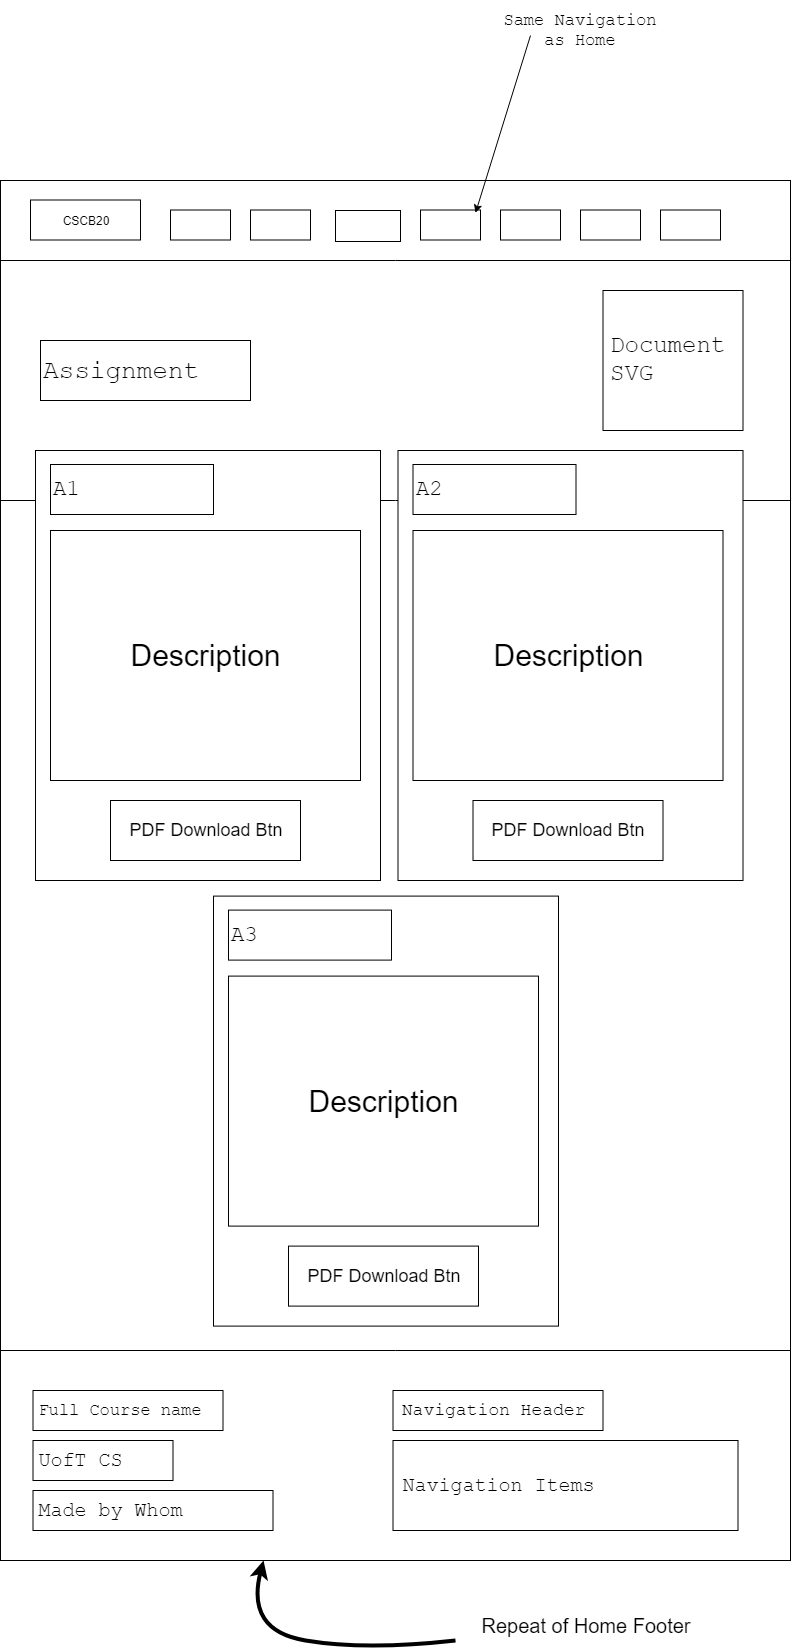 Same Navigation
as Home
CSCB20
Assignment
Document
SVG
A1
A2
Description
Description
PDF Download Btn
PDF Download Btn
A3
Description
PDF Download Btn
Full Course name
Navigation Header
UofT CS
Navigation Items
Made by Whom
Repeat of Home Footer